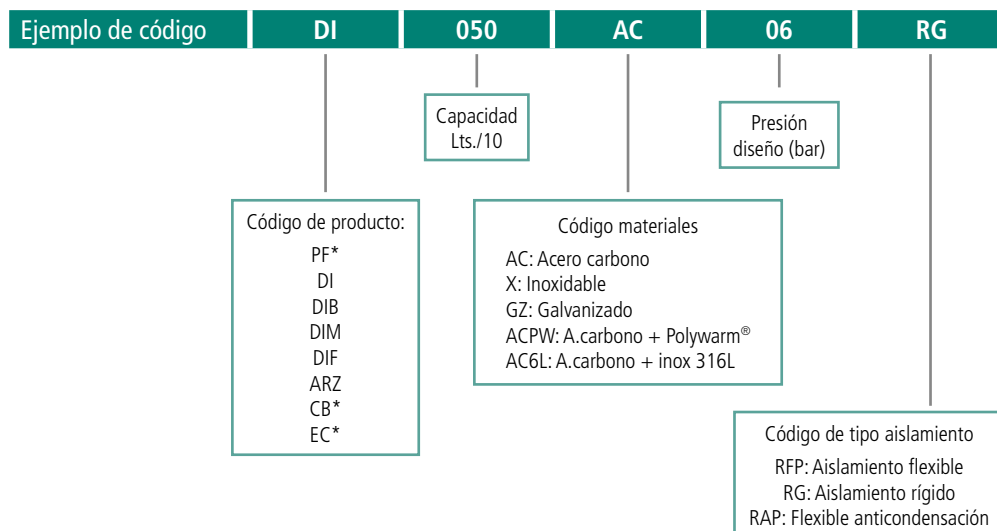 Ejemplo de código DI 050 AC 06 RG
Capacidad
Lts./10
Presión
diseño (bar)
Código de producto:
PF*
DI
DIB
DIM
DIF
ARZ
CB*
EC*
Código materiales
AC: Acero carbono
X: Inoxidable
GZ: Galvanizado
ACPW: A.carbono + Polywarm®
AC6L: A.carbono + inox 316L
Código de tipo aislamiento
RFP: Aislamiento flexible
RG: Aislamiento rígido
RAP: Flexible anticondensación